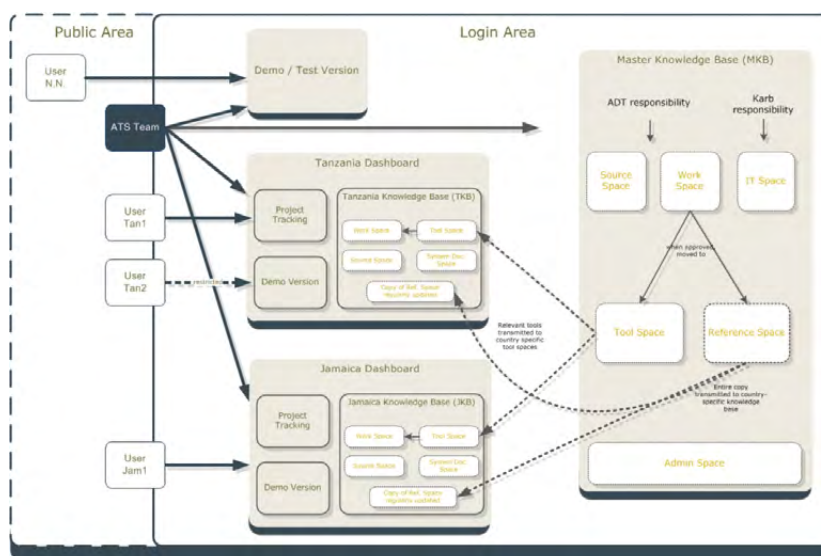 Public Area
Login Area
User
N.N.
Demo / Test Version
Master Knowledge Base (MKB)
ADT responsibility
Karb
responsibility
ATS Team
Source
Space
Work
Space
IT Space
Tanzania Dashboard
Project
Tracking
Tanzania Knowledge Base (TKB)
Work Space
Tool Space
Source Space
System Doc.
Space
Copy of Ref. Space
regularly updated
User
Tan1
User
Tan2
restricted
Demo Version
when approved,
moved to
Relevant tools
transmitted to
country specific
tool spaces
Tool Space
Reference Space
Entire copy
transmitted to country-
specific knowledge
base
Jamaica Dashboard
Project
Tracking
Jamaica Knowledge Base (JKB)
Work Space
Tool Space
Source Space
System Doc.
Space
Copy of Ref. Space
regularly updated
User
Jam1
Demo Version
Admin Space